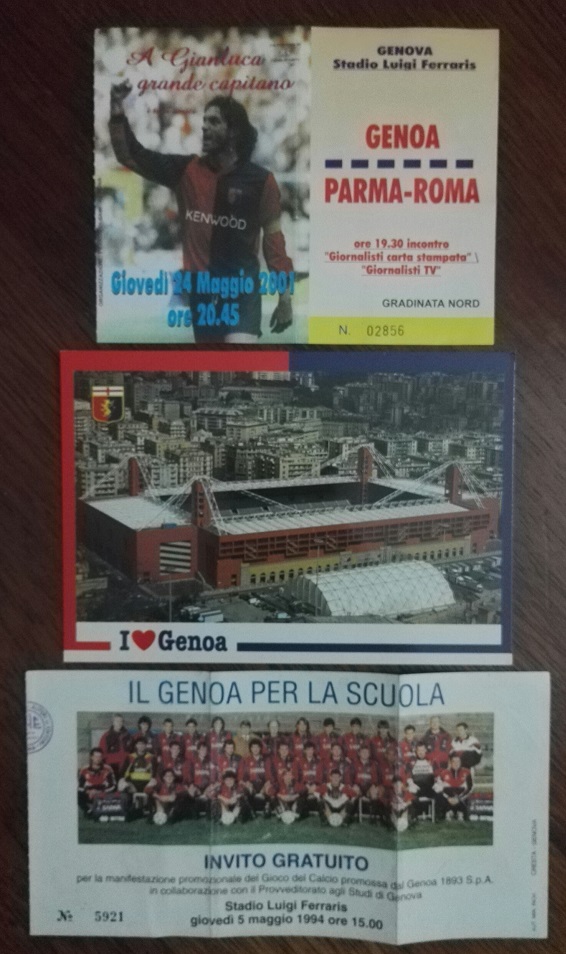 A Gianluca
grande capitano
KENWOOD
Giovedì 24 Maggio 2001
ore 20.45
GENOVA
Stadio Luigi Ferraris
GENOA
PARMA-ROMA
ore 19.30 incontro
"Giornalisti carta stampata" \
"Giornalisti TV"
GRADINATA NORD
N. 02856
I❤Genoa
IL GENOA PER LA SCUOLA
INVITO GRATUITO
per la manifestazione promozionale del Gioco del Calcio promossa dal Genoa 1893 S.p.A.
in collaborazione con il Provveditorato agli Studi di Genova
Stadio Luigi Ferraris
giovedì 5 maggio 1994 ore 15.00
№ 5921